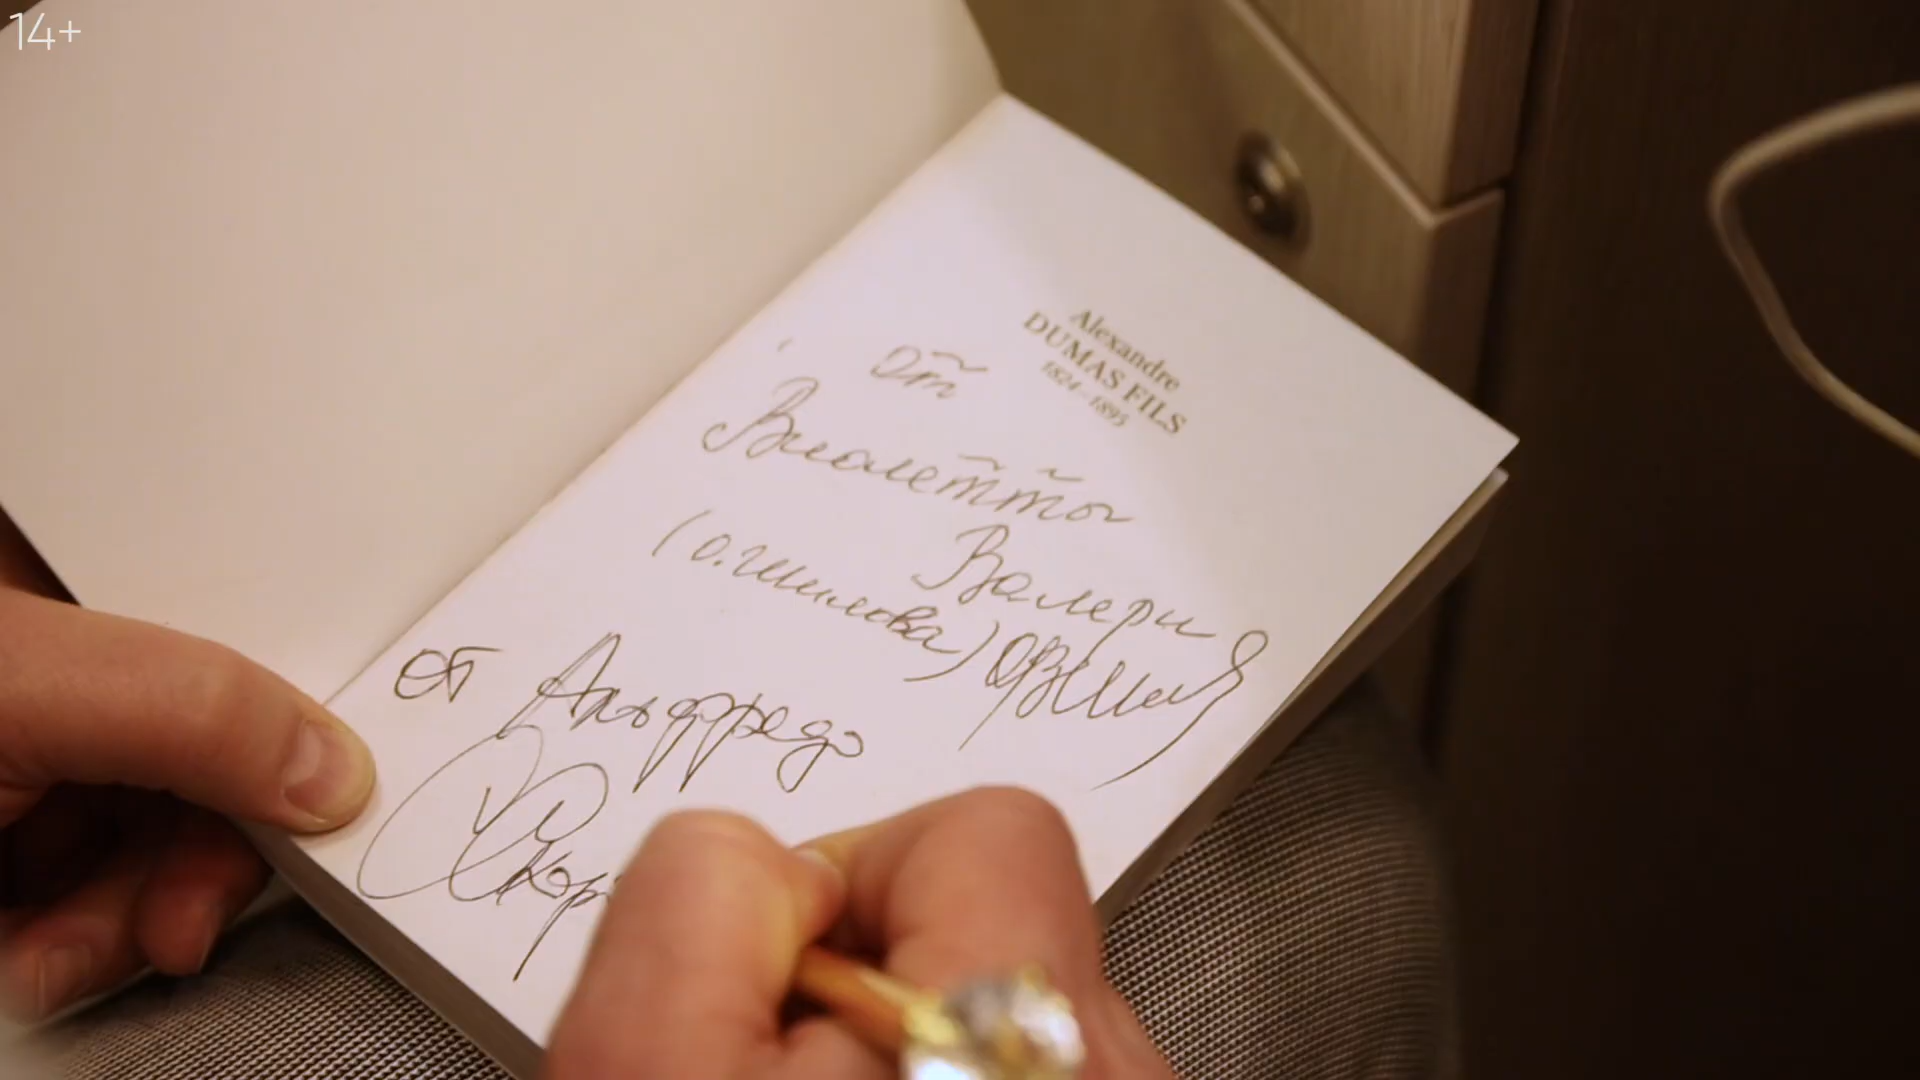 14+
Alexandre
DUMAS FILS
1824 – 1895
от
Виолетты
Валери
(О. Шилова)
от Альфредо